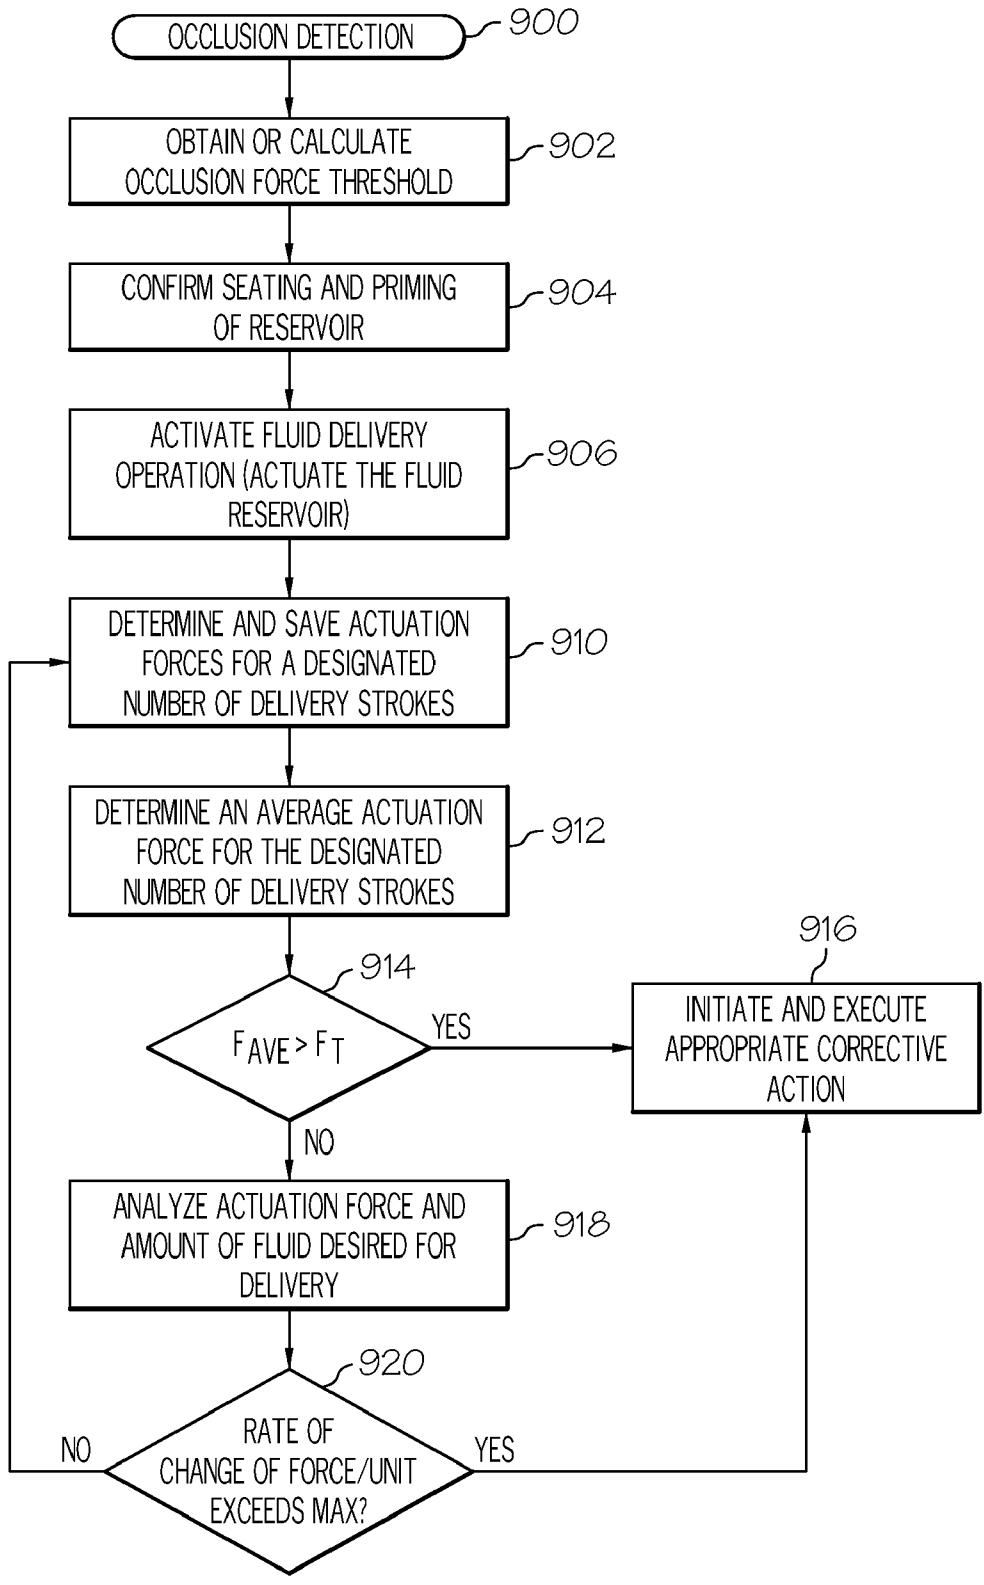 OCCLUSION DETECTION
900
OBTAIN OR CALCULATE
OCCLUSION FORCE THRESHOLD
902
CONFIRM SEATING AND PRIMING
OF RESERVOIR
904
ACTIVATE FLUID DELIVERY
OPERATION (ACTUATE THE FLUID
RESERVOIR)
906
DETERMINE AND SAVE ACTUATION
FORCES FOR A DESIGNATED
NUMBER OF DELIVERY STROKES
910
DETERMINE AN AVERAGE ACTUATION
FORCE FOR THE DESIGNATED
NUMBER OF DELIVERY STROKES
912
914
FAVE > FT
YES
916
INITIATE AND EXECUTE
APPROPRIATE CORRECTIVE
ACTION
NO
ANALYZE ACTUATION FORCE AND
AMOUNT OF FLUID DESIRED FOR
DELIVERY
918
920
RATE OF
CHANGE OF FORCE/UNIT
EXCEEDS MAX?
NO
YES